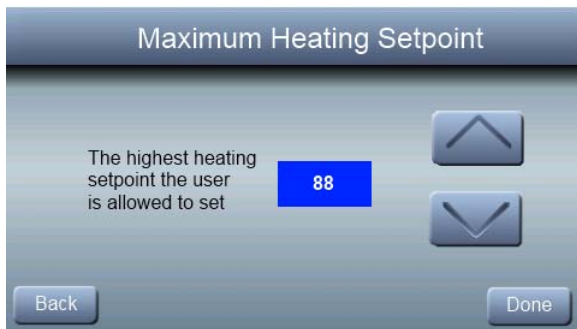 Maximum Heating Setpoint
The highest heating
setpoint the user
is allowed to set
88
Back
Done